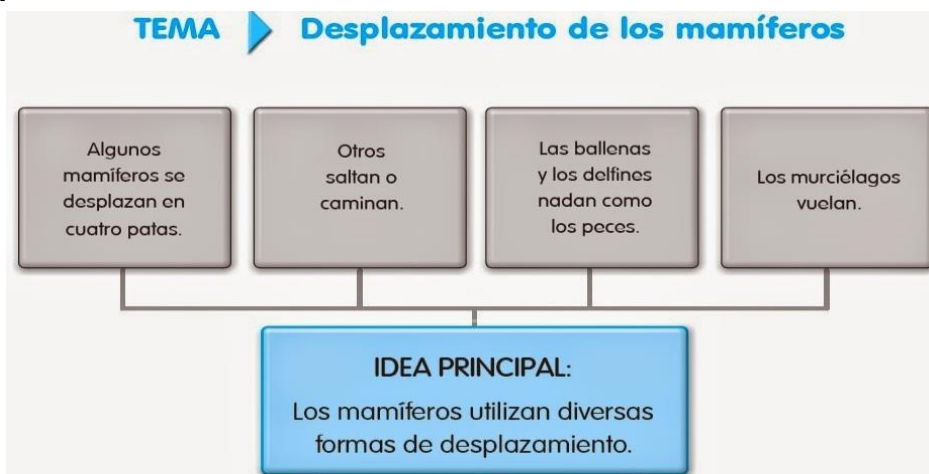 TEMA Desplazamiento de los mamíferos
Algunos
mamíferos se
desplazan en
cuatro patas.
Otros
saltan o
caminan.
Las ballenas
y los delfines
nadan como
los peces.
Los murciélagos
vuelan.
IDEA PRINCIPAL:
Los mamíferos utilizan diversas
formas de desplazamiento.